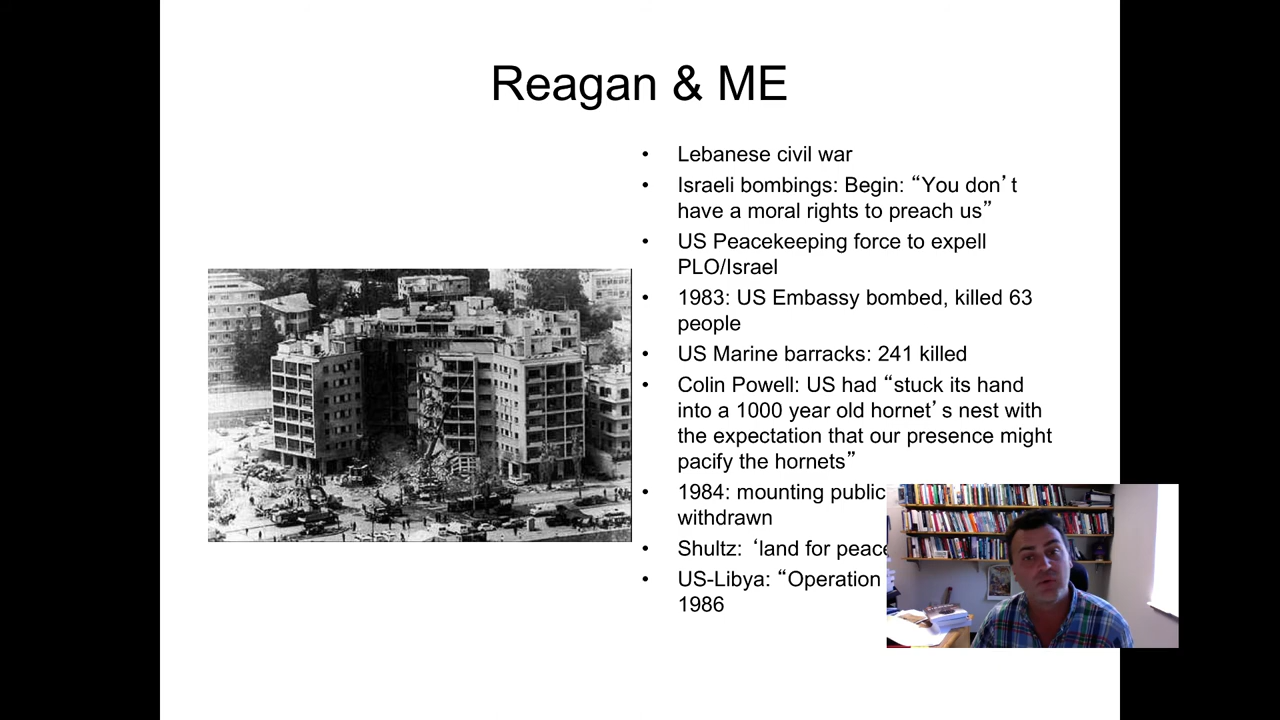 Reagan & ME
• Lebanese civil war
• Israeli bombings: Begin: “You don’t
have a moral rights to preach us”
• US Peacekeeping force to expell
PLO/Israel
• 1983: US Embassy bombed, killed 63
people
• US Marine barracks: 241 killed
• Colin Powell: US had “stuck its hand
into a 1000 year old hornet’s nest with
the expectation that our presence might
pacify the hornets”
• 1984: mounting public
withdrawn
• Shultz: ‘land for peace
• US-Libya: “Operation
1986